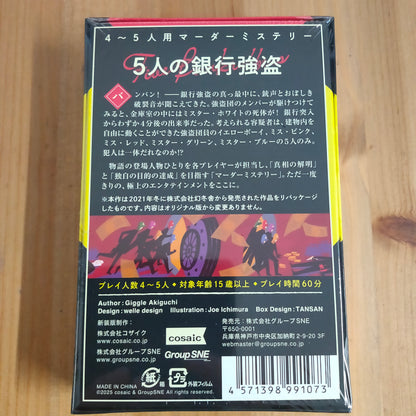 4～5人用マーダーミステリー
5人の銀行強盗
バンバン！──銀行強盗の真っ最中に、銃声とおぼしき
破裂音が聞こえてきた。強盗団のメンバーが駆けつけて
みると、金庫室の中にはミスター・ホワイトの死体が！ 銀行突入
からわずか4分後の出来事だった。考えられる容疑者は、建物内を
自由に動くことができた強盗団員のイエローボーイ、ミス・ピンク、
ミス・レッド、ミスター・グリーン、ミスター・ブルーの5人のみ。
犯人は一体だれなのか!?
物語の登場人物ひとりを各プレイヤーが担当し、「真相の解明」
と「独自の目的の達成」を目指す"マーダーミステリー"。ただ一度
きりの、極上のエンタテインメントをここに。
※本作は2021年冬に株式会社幻冬舎から発売された作品をリパッケージ
したものです。内容はオリジナル版から変更ありません。
プレイ人数4～5人 ◆ 対象年齢15歳以上 ◆ プレイ時間60分
Author : Giggle Akiguchi
Design : welle design Illustration : Joe Ichimura Box Design : TANSAN
新装版制作：
株式会社コザイク
www.cosaic.co.jp
cosaic
発売元：株式会社グループSNE
〒650-0001
兵庫県神戸市中央区加納町2-9-20 3F
webmaster@groupsne.co.jp
www.groupsne.co.jp
GroupSNE
MADE IN CHINA
©2025 cosaic & GroupSNE All rights reserved.
紙
箱
プラ
外装フィルム
4 571398 991073